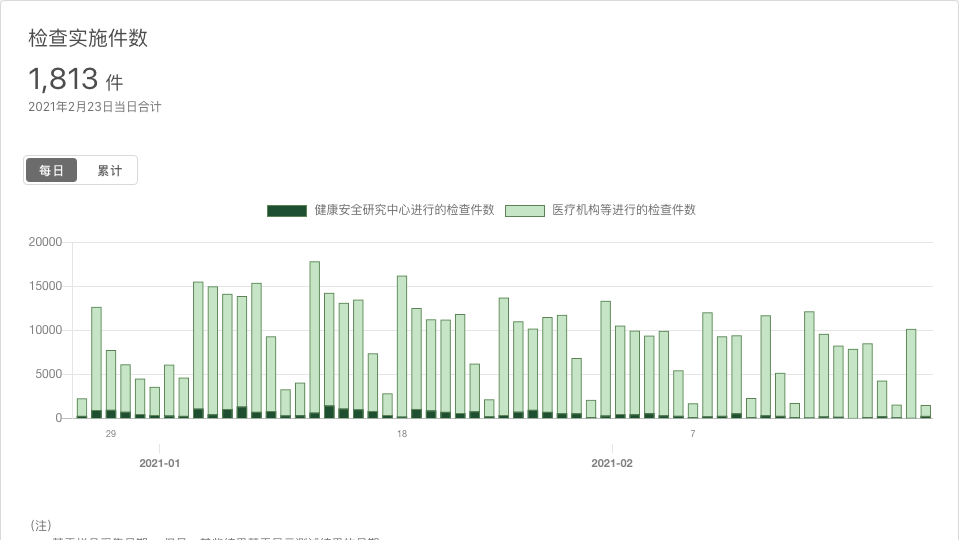 检查实施件数
1,813 件
2021年2月23日当日合计
每日 累计
健康安全研究中心进行的检查件数 医疗机构等进行的检查件数
20000
15000
10000
5000
0
29 18 7
2021-01 2021-02
（注）